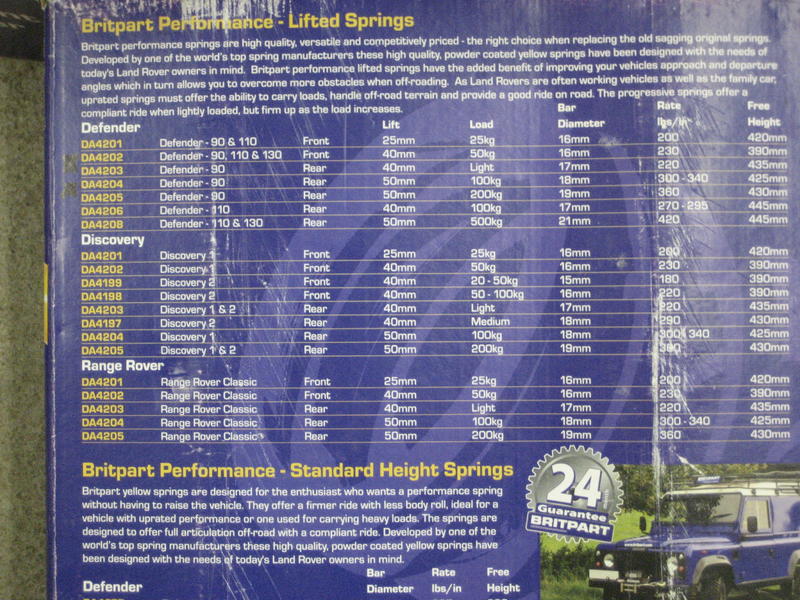 Britpart Performance - Lifted Springs
Britpart performance springs are high quality, versatile and competitively priced - the right choice when replacing the old sagging original springs.
Developed by one of the world's top spring manufacturers these high quality, powder coated yellow springs have been designed with the needs of
today's Land Rover owners in mind. Britpart performance lifted springs have the added benefit of improving your vehicles approach and departure
angles which in turn allows you to overcome more obstacles when off-roading. As Land Rovers are often working vehicles as well as the family car,
uprated springs must offer the ability to carry loads, handle off-road terrain and provide a good ride on road. The progressive springs offer a
compliant ride when lightly loaded, but firm up as the load increases.
Bar Rate Free
Defender Lift Load Diameter lbs/in Height
DA4201 Defender - 90 & 110 Front 25mm 25kg 16mm 200 420mm
DA4202 Defender - 90, 110 & 130 Front 40mm 50kg 16mm 230 390mm
DA4203 Defender - 90 Rear 40mm Light 17mm 220 435mm
DA4204 Defender - 90 Rear 50mm 100kg 18mm 300 - 340 425mm
DA4205 Defender - 90 Rear 50mm 200kg 19mm 360 430mm
DA4206 Defender - 110 Rear 40mm 100kg 17mm 270 - 295 445mm
DA4208 Defender - 110 & 130 Rear 50mm 500kg 21mm 420 445mm
Discovery
DA4201 Discovery 1 Front 25mm 25kg 16mm 200 420mm
DA4202 Discovery 1 Front 40mm 50kg 16mm 230 390mm
DA4199 Discovery 2 Front 40mm 20 - 50kg 15mm 180 390mm
DA4198 Discovery 2 Front 40mm 50 - 100kg 16mm 220 390mm
DA4203 Discovery 1 & 2 Rear 40mm Light 17mm 220 435mm
DA4197 Discovery 2 Rear 40mm Medium 18mm 290 430mm
DA4204 Discovery 1 Rear 50mm 100kg 18mm 300 - 340 425mm
DA4205 Discovery 1 & 2 Rear 50mm 200kg 19mm 430mm
Range Rover
DA4201 Range Rover Classic Front 25mm 25kg 16mm 200 420mm
DA4202 Range Rover Classic Front 40mm 50kg 16mm 230 390mm
DA4203 Range Rover Classic Rear 40mm Light 17mm 220 435mm
DA4204 Range Rover Classic Rear 50mm 100kg 18mm 300 - 340 425mm
DA4205 Range Rover Classic Rear 50mm 200kg 19mm 360 430mm
Britpart Performance - Standard Height Springs
Britpart yellow springs are designed for the enthusiast who wants a performance spring
without having to raise the vehicle. They offer a firmer ride with less body roll, ideal for a
vehicle with uprated performance or one used for carrying heavy loads. The springs are
designed to offer full articulation off-road with a compliant ride. Developed by one of the
world's top spring manufacturers these high quality, powder coated yellow springs have
been designed with the needs of today's Land Rover owners in mind.
Bar Rate Free
Defender Diameter lbs/in Height
24
Guarantee
BRITPART